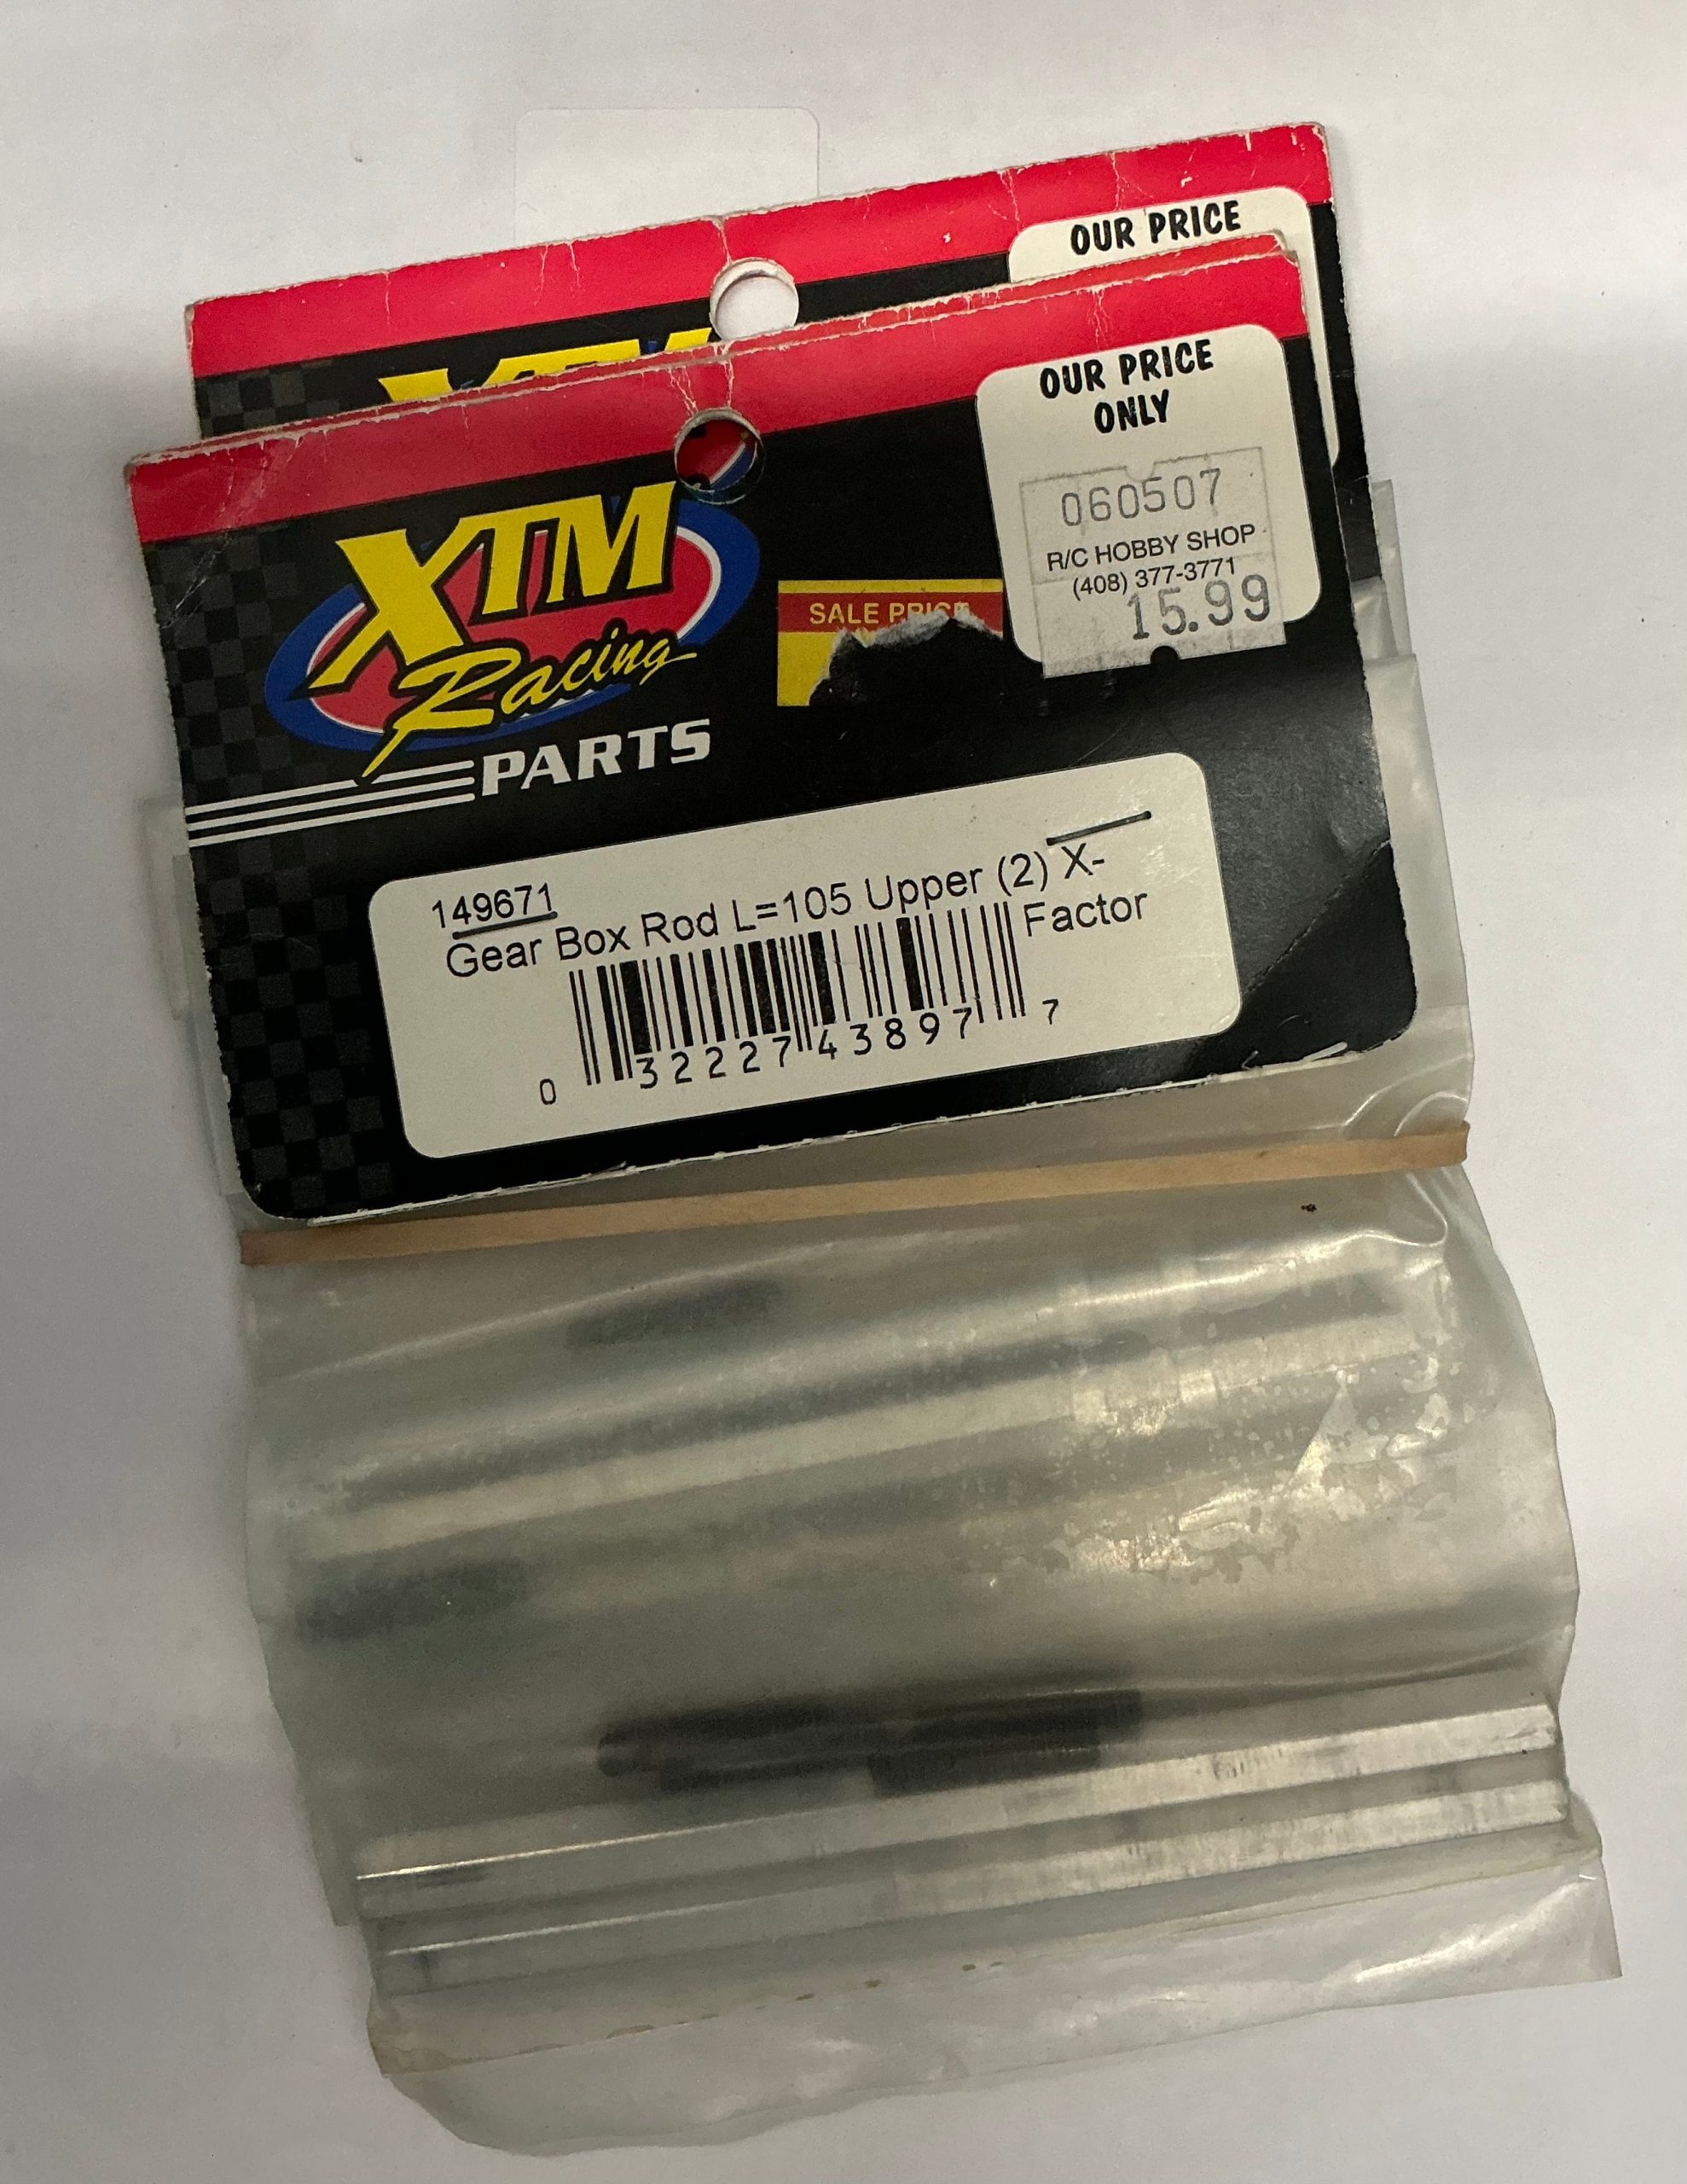 OUR PRICE
OUR PRICE
ONLY
060507
R/C HOBBY SHOP
(408) 377-3771
15.99
XTM
Racing
PARTS
SALE PRICE
149671
Gear Box Rod L=105 Upper (2) X-
Factor
0 32227 43897 7